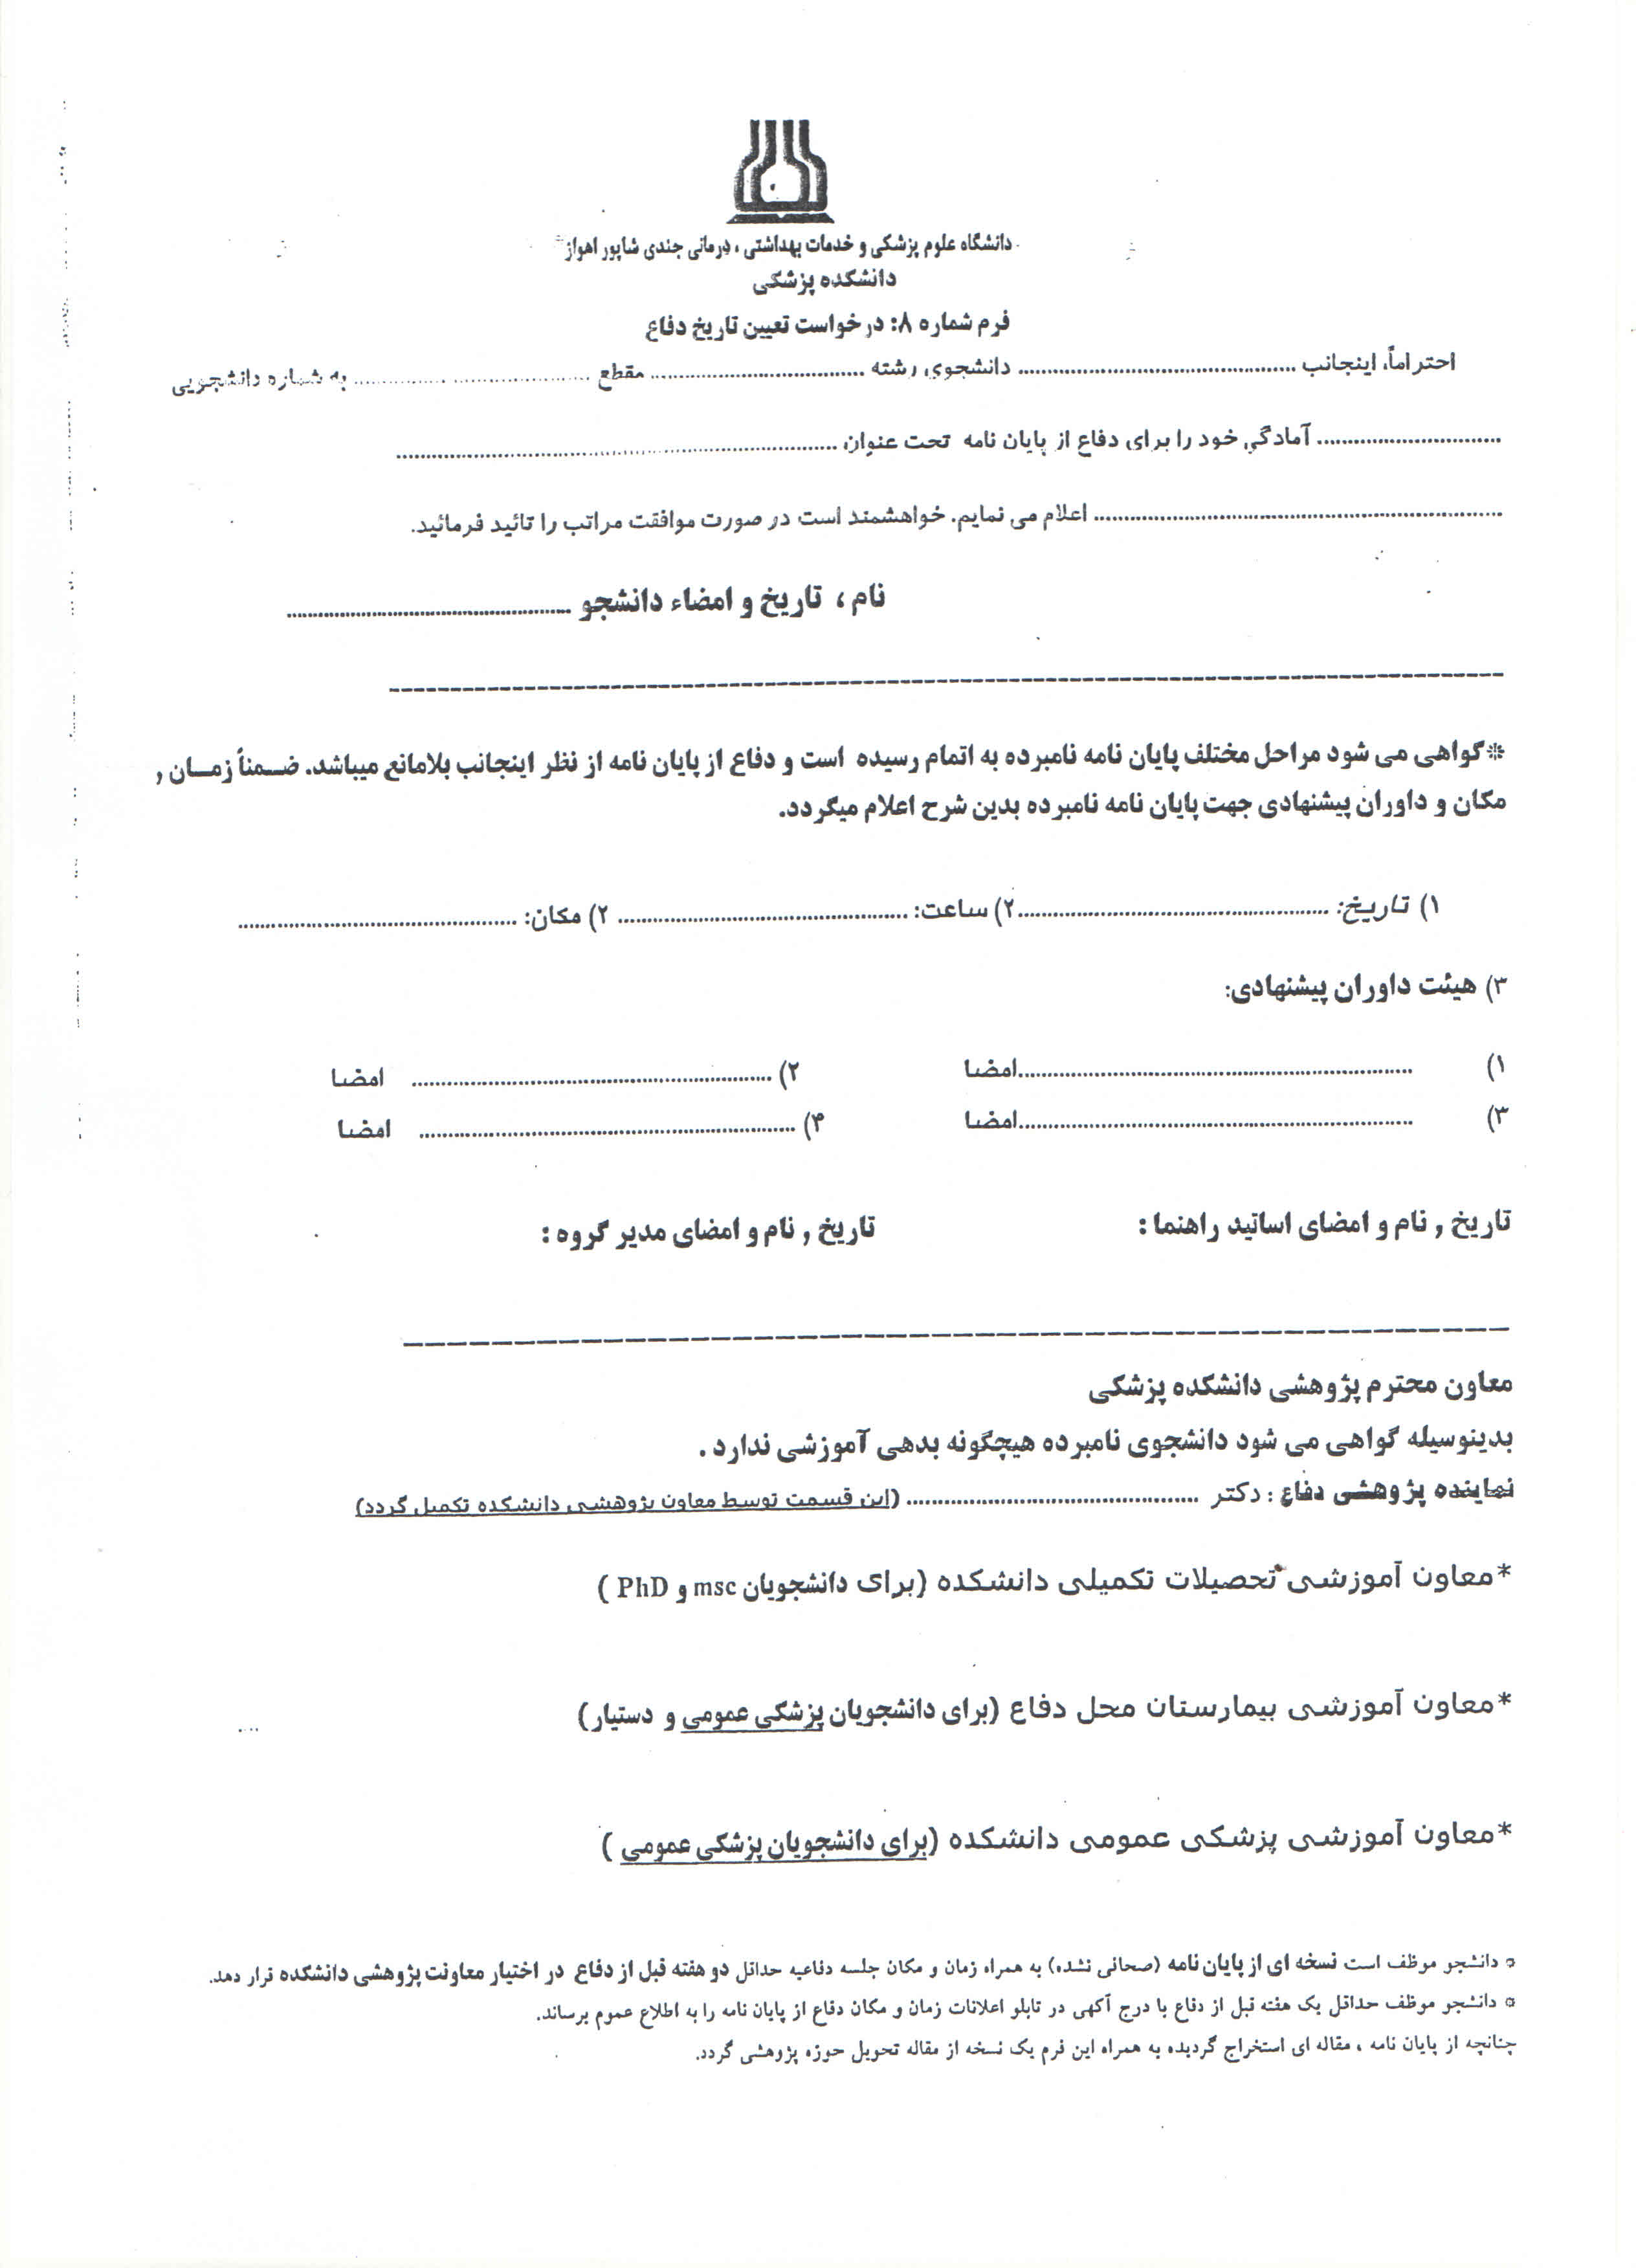 دانشگاه علوم پزشکی و خدمات بهداشتی ، درمانی جندی شاپور اهواز
دانشکده پزشکی
فرم شماره ۸: درخواست تعیین تاریخ دفاع
احتراماً، اینجانب ................................ دانشجوی رشته ................................ مقطع ................................ به شماره دانشجویی
................................ آمادگی خود را برای دفاع از پایان نامه تحت عنوان ................................
................................ اعلام می نمایم. خواهشمند است در صورت موافقت مراتب را تائید فرمائید.
نام ، تاریخ و امضاء دانشجو ................................
*گواهی می شود مراحل مختلف پایان نامه نامبرده به اتمام رسیده است و دفاع از پایان نامه از نظر اینجانب بلامانع میباشد. ضـمناً زمـان ,
مکان و داوران پیشنهادی جهت پایان نامه نامبرده بدین شرح اعلام میگردد.
۱) تاریخ: ................................۲) ساعت: ................................ ۲) مکان: ................................
۳) هیئت داوران پیشنهادی:
۱) ................................امضا ۲) ................................ امضا
۳) ................................امضا ۴) ................................ امضا
تاریخ , نام و امضای اساتید راهنما : تاریخ , نام و امضای مدیر گروه :
معاون محترم پژوهشی دانشکده پزشکی
بدینوسیله گواهی می شود دانشجوی نامبرده هیچگونه بدهی آموزشی ندارد .
نماینده پژوهشی دفاع : دکتر ................................ (این قسمت توسط معاون پژوهشی دانشکده تکمیل گردد)
*معاون آموزشی تحصیلات تکمیلی دانشکده (برای دانشجویان msc و PhD )
*معاون آموزشی بیمارستان محل دفاع (برای دانشجویان پزشکی عمومی و دستیار)
*معاون آموزشی پزشکی عمومی دانشکده (برای دانشجویان پزشکی عمومی )
¤ دانشجو موظف است نسخه ای از پایان نامه (صحافی نشده) به همراه زمان و مکان جلسه دفاعیه حداقل دو هفته قبل از دفاع در اختیار معاونت پژوهشی دانشکده قرار دهد.
¤ دانشجو موظف حداقل یک هفته قبل از دفاع با درج آگهی در تابلو اعلانات زمان و مکان دفاع از پایان نامه را به اطلاع عموم برساند.
چنانچه از پایان نامه ، مقاله ای استخراج گردیده به همراه این فرم یک نسخه از مقاله تحویل حوزه پژوهشی گردد.